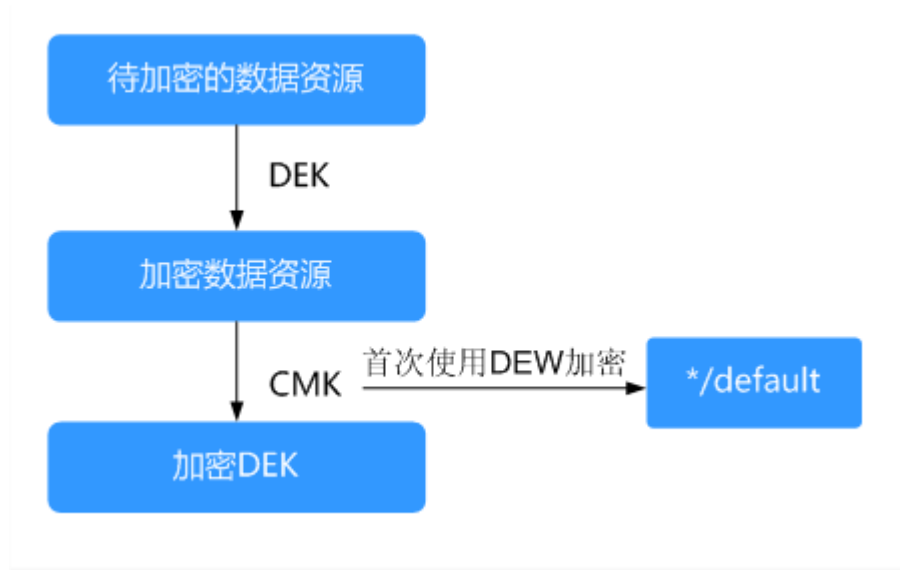 待加密的数据资源
DEK
加密数据资源
首次使用DEW加密
CMK
*/default
加密DEK